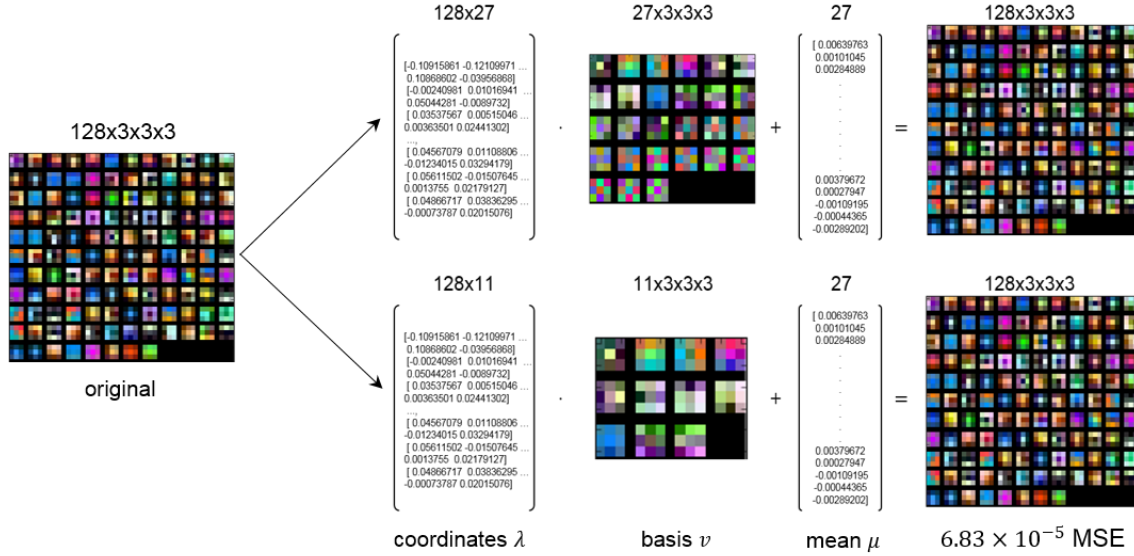 128x27
27x3x3x3
27
128x3x3x3
[-0.10915861 -0.12109971 ...
0.10868602 -0.03956868]
[-0.00240981 0.01016941 ...
0.05044281 -0.0089732]
[ 0.03537567 0.00515046 ...
0.00363501 0.02441302]
...,
[ 0.04567079 0.01108806 ...
-0.01234015 0.03294179]
[ 0.05611502 -0.01507645 ...
0.0013755 0.02179127]
[ 0.04866717 0.03836295 ...
-0.00073787 0.02015076]
·
+
[ 0.00639763
0.00101045
0.00284889
.
.
.
.
.
.
0.00379672
0.00027947
-0.00109195
-0.00044365
-0.00289202]
=
128x3x3x3
original
128x11
11x3x3x3
27
128x3x3x3
[-0.10915861 -0.12109971 ...
0.10868602 -0.03956868]
[-0.00240981 0.01016941 ...
0.05044281 -0.0089732]
[ 0.03537567 0.00515046 ...
0.00363501 0.02441302]
...,
[ 0.04567079 0.01108806 ...
-0.01234015 0.03294179]
[ 0.05611502 -0.01507645 ...
0.0013755 0.02179127]
[ 0.04866717 0.03836295 ...
-0.00073787 0.02015076]
·
+
[ 0.00639763
0.00101045
0.00284889
.
.
.
.
.
.
0.00379672
0.00027947
-0.00109195
-0.00044365
-0.00289202]
=
coordinates λ
basis v
mean μ
6.83 × 10⁻⁵ MSE